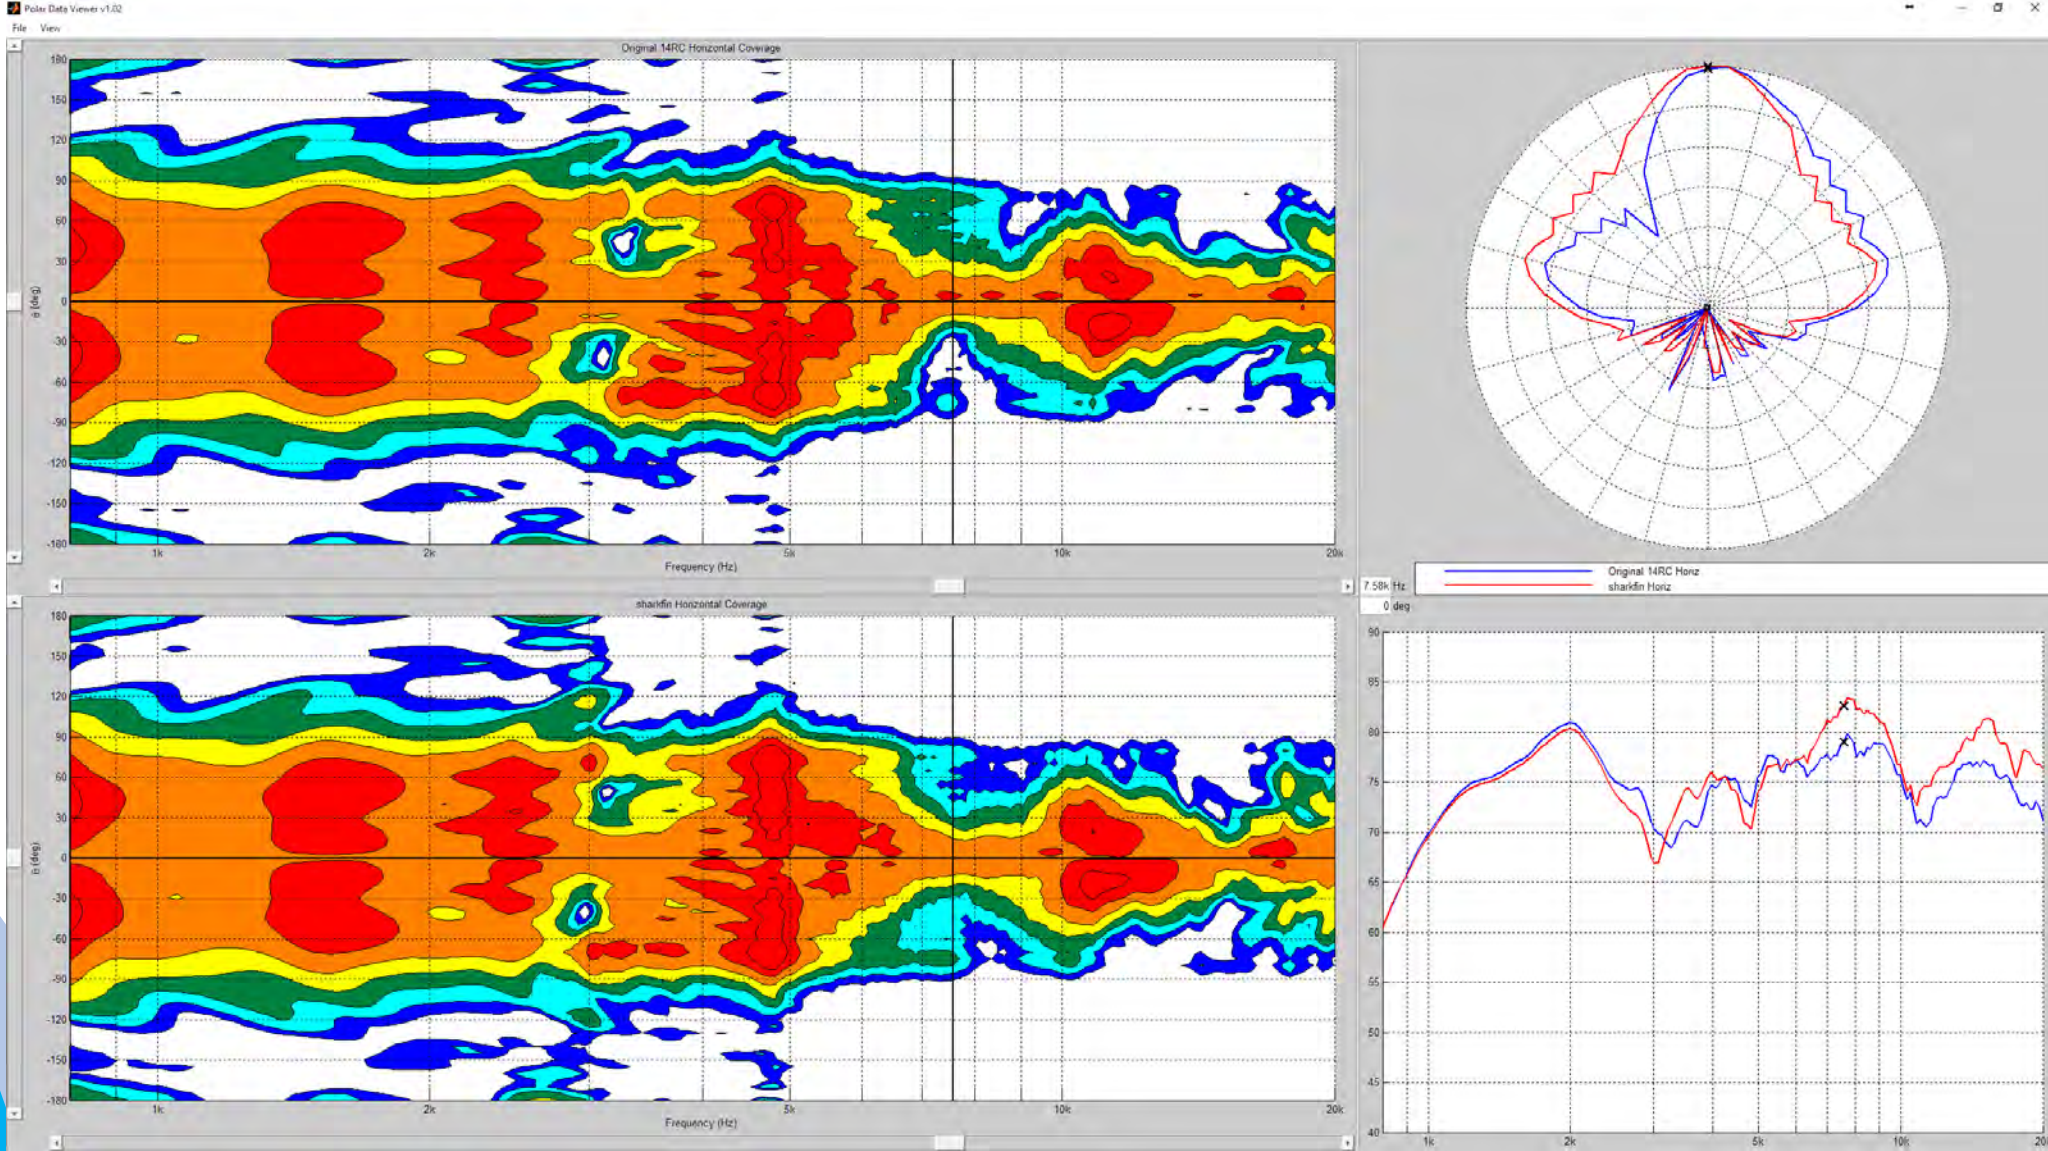 Polar Data Viewer v1.02
File View
Original 14RC Horizontal Coverage
180
150
120
90
60
30
0
-30
-60
-90
-120
-150
-180
θ (deg)
1k 2k 5k 10k 20k
Frequency (Hz)
7.58k Hz
0 deg
Original 14RC Horiz
sharkfin Horiz
sharkfin Horizontal Coverage
180
150
120
90
60
30
0
-30
-60
-90
-120
-150
-180
θ (deg)
1k 2k 5k 10k 20k
Frequency (Hz)
90
85
80
75
70
65
60
55
50
45
40
1k 2k 5k 10k 20